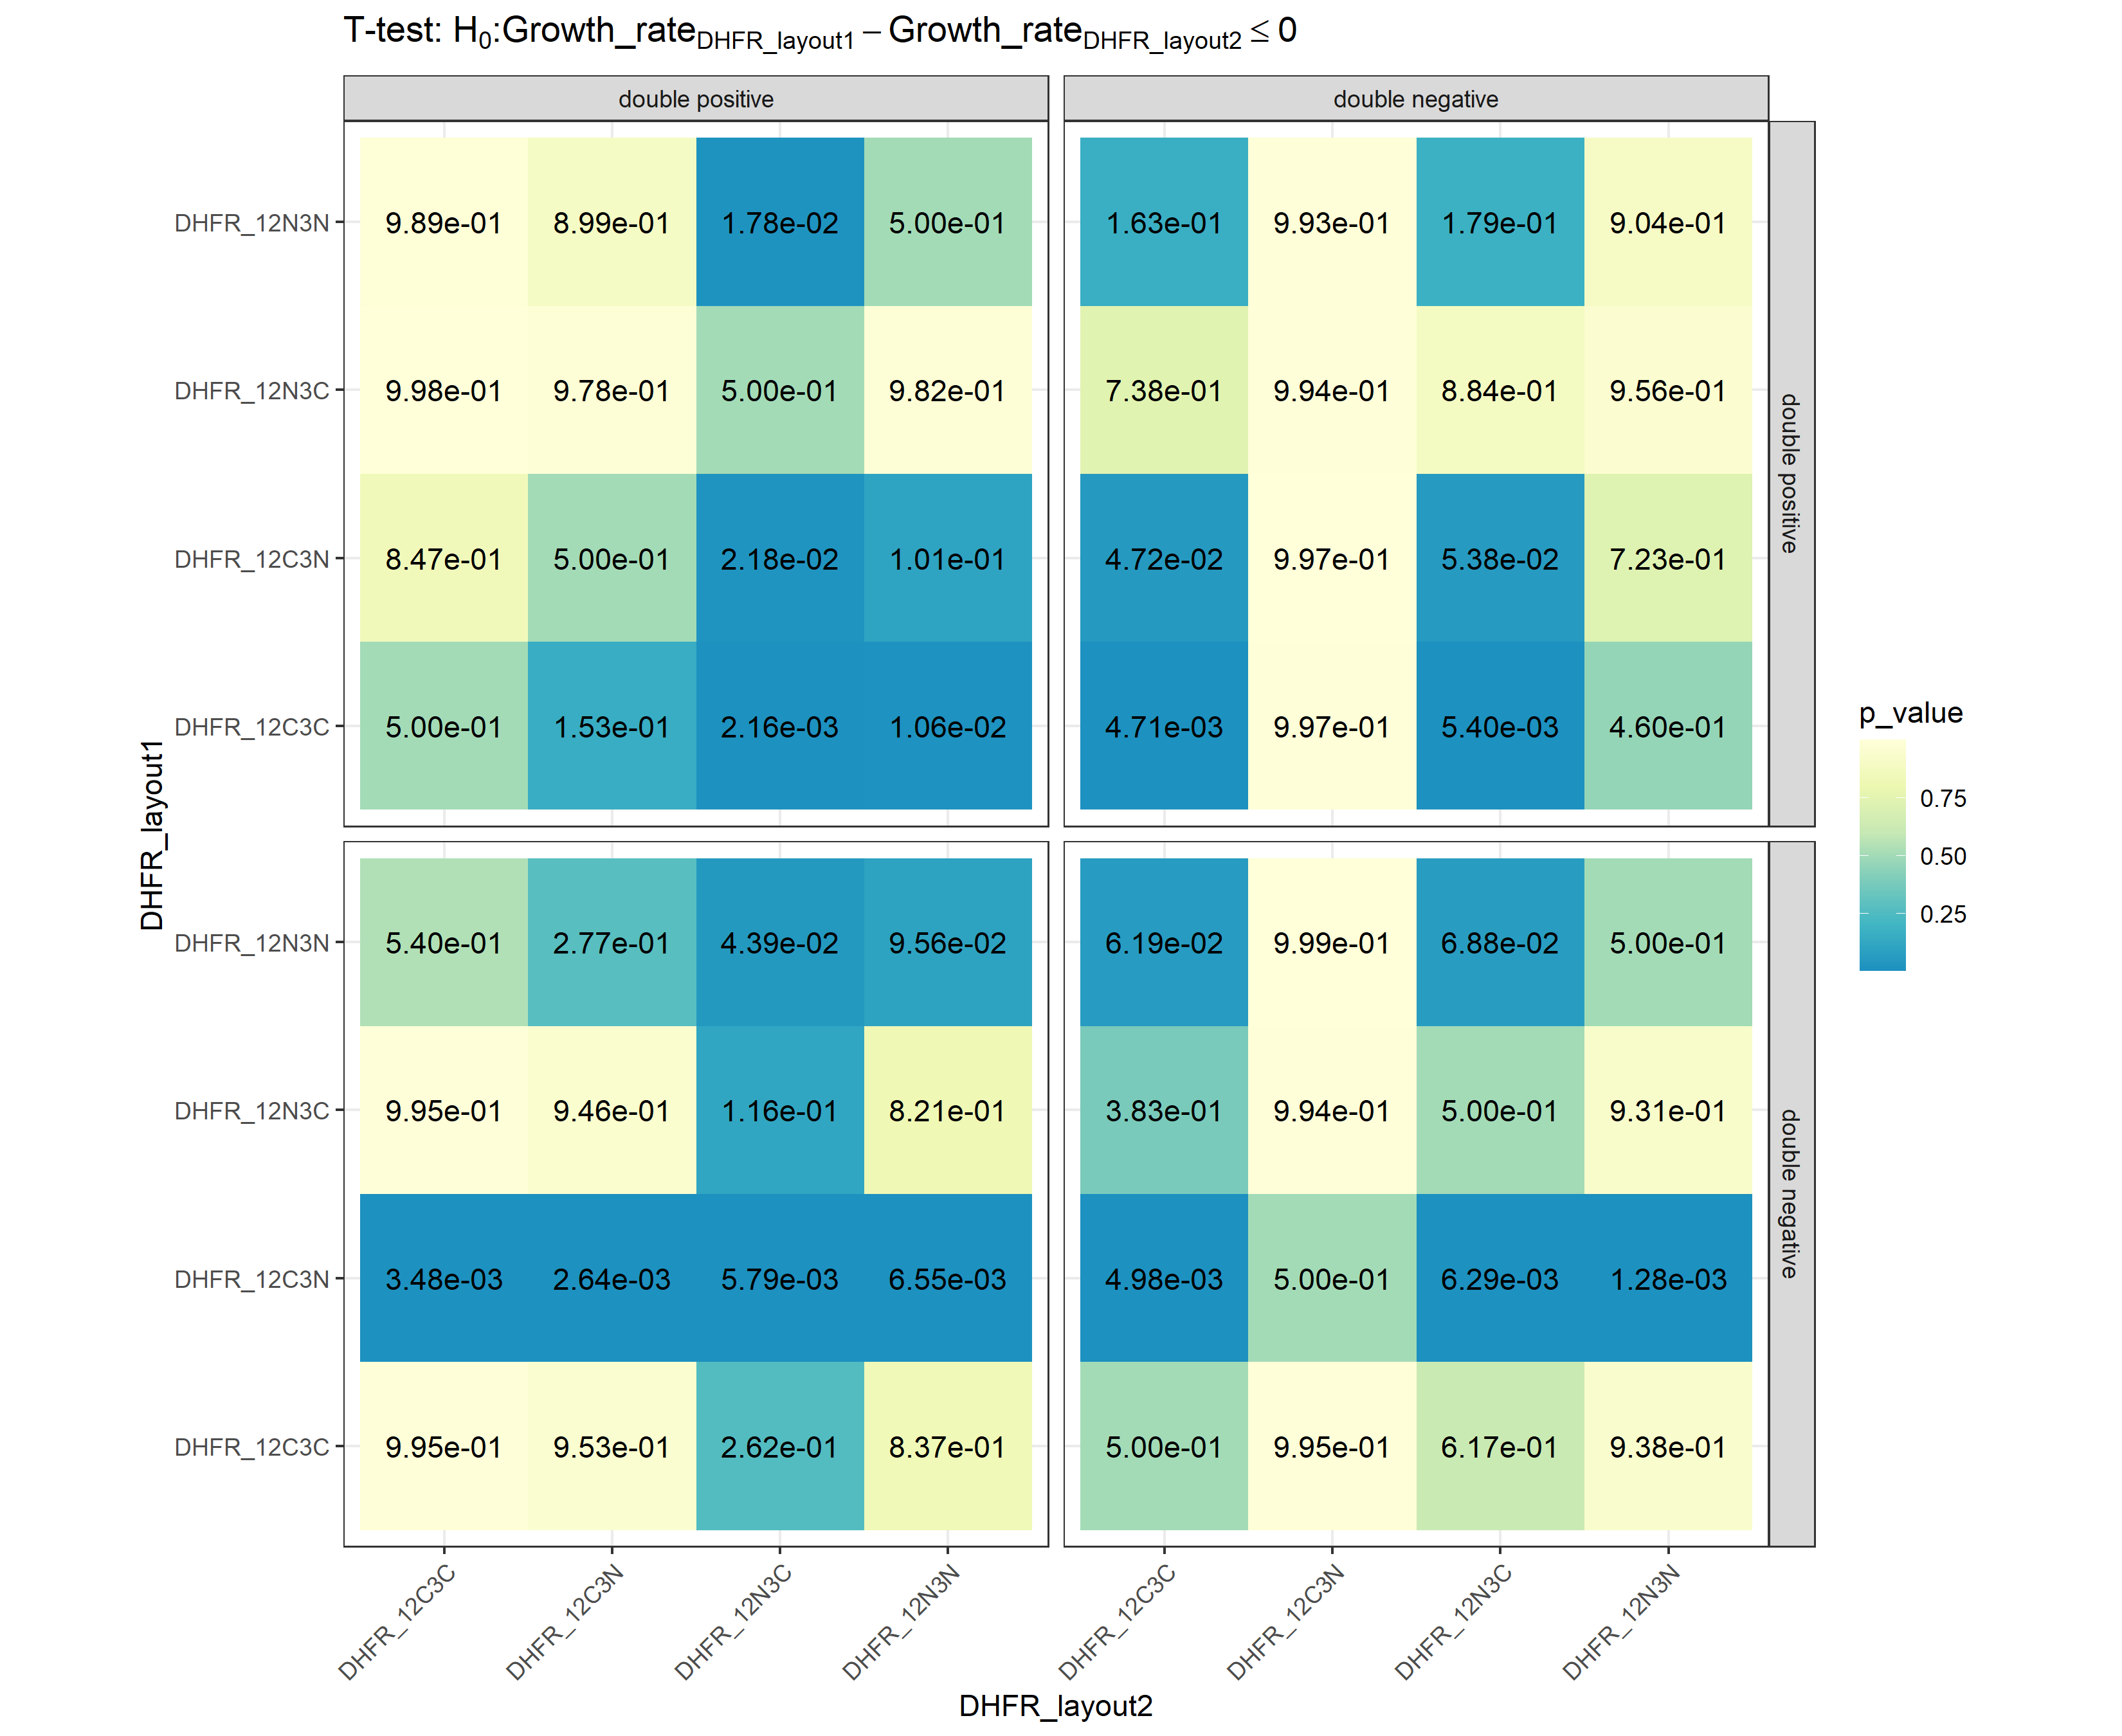 T-test: H0:Growth_rateDHFR_layout1 – Growth_rateDHFR_layout2 ≤ 0
double positive double negative
DHFR_12N3N 9.89e-01 8.99e-01 1.78e-02 5.00e-01 1.63e-01 9.93e-01 1.79e-01 9.04e-01
DHFR_12N3C 9.98e-01 9.78e-01 5.00e-01 9.82e-01 7.38e-01 9.94e-01 8.84e-01 9.56e-01
double positive
DHFR_12C3N 8.47e-01 5.00e-01 2.18e-02 1.01e-01 4.72e-02 9.97e-01 5.38e-02 7.23e-01
DHFR_12C3C 5.00e-01 1.53e-01 2.16e-03 1.06e-02 4.71e-03 9.97e-01 5.40e-03 4.60e-01
DHFR_layout1
DHFR_12N3N 5.40e-01 2.77e-01 4.39e-02 9.56e-02 6.19e-02 9.99e-01 6.88e-02 5.00e-01
DHFR_12N3C 9.95e-01 9.46e-01 1.16e-01 8.21e-01 3.83e-01 9.94e-01 5.00e-01 9.31e-01
double negative
DHFR_12C3N 3.48e-03 2.64e-03 5.79e-03 6.55e-03 4.98e-03 5.00e-01 6.29e-03 1.28e-03
DHFR_12C3C 9.95e-01 9.53e-01 2.62e-01 8.37e-01 5.00e-01 9.95e-01 6.17e-01 9.38e-01
DHFR_12C3C DHFR_12C3N DHFR_12N3C DHFR_12N3N DHFR_12C3C DHFR_12C3N DHFR_12N3C DHFR_12N3N
DHFR_layout2
p_value
0.75
0.50
0.25